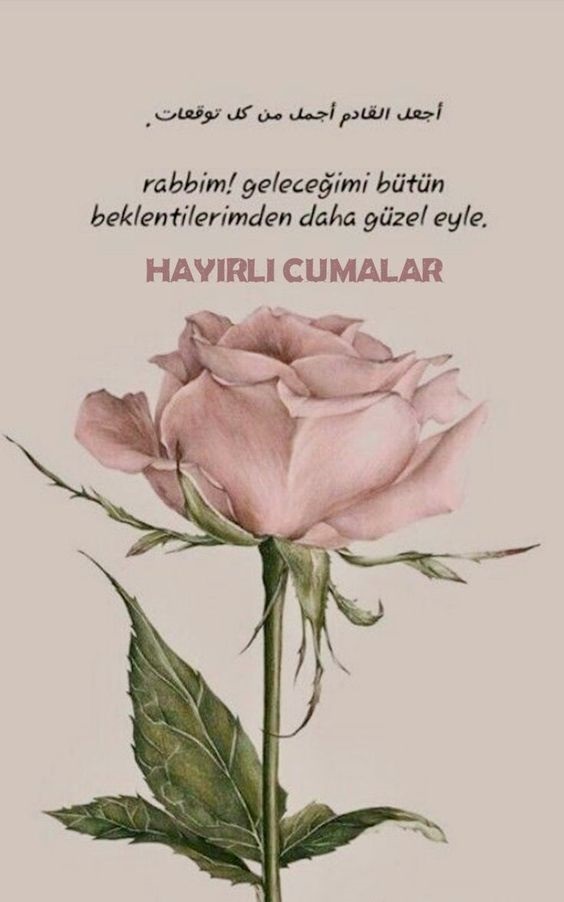 أجعل القادم أجمل من كل توقعات.
rabbim! geleceğimi bütün
beklentilerimden daha güzel eyle.
HAYIRLI CUMALAR